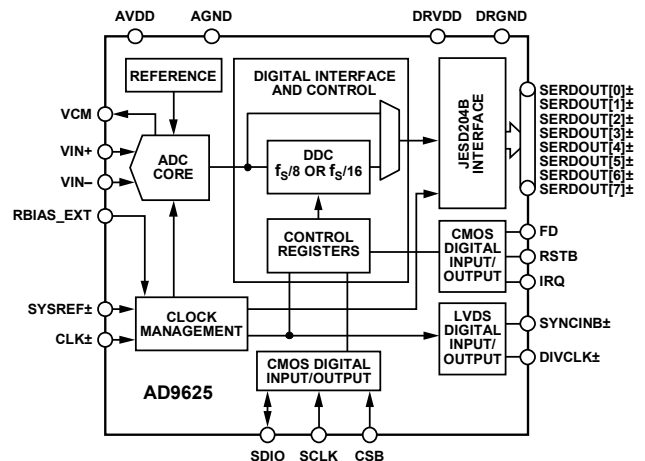 AVDD
AGND
DRVDD
DRGND
REFERENCE
DIGITAL INTERFACE
AND CONTROL
VCM
VIN+
VIN–
ADC
CORE
DDC
fS/8 OR fS/16
JESD204B
INTERFACE
SERDOUT[0]±
SERDOUT[1]±
SERDOUT[2]±
SERDOUT[3]±
SERDOUT[4]±
SERDOUT[5]±
SERDOUT[6]±
SERDOUT[7]±
RBIAS_EXT
CONTROL
REGISTERS
CMOS
DIGITAL
INPUT/
OUTPUT
FD
RSTB
IRQ
SYSREF±
CLK±
CLOCK
MANAGEMENT
LVDS
DIGITAL
INPUT/
OUTPUT
SYNCINB±
DIVCLK±
CMOS DIGITAL
INPUT/OUTPUT
AD9625
SDIO
SCLK
CSB